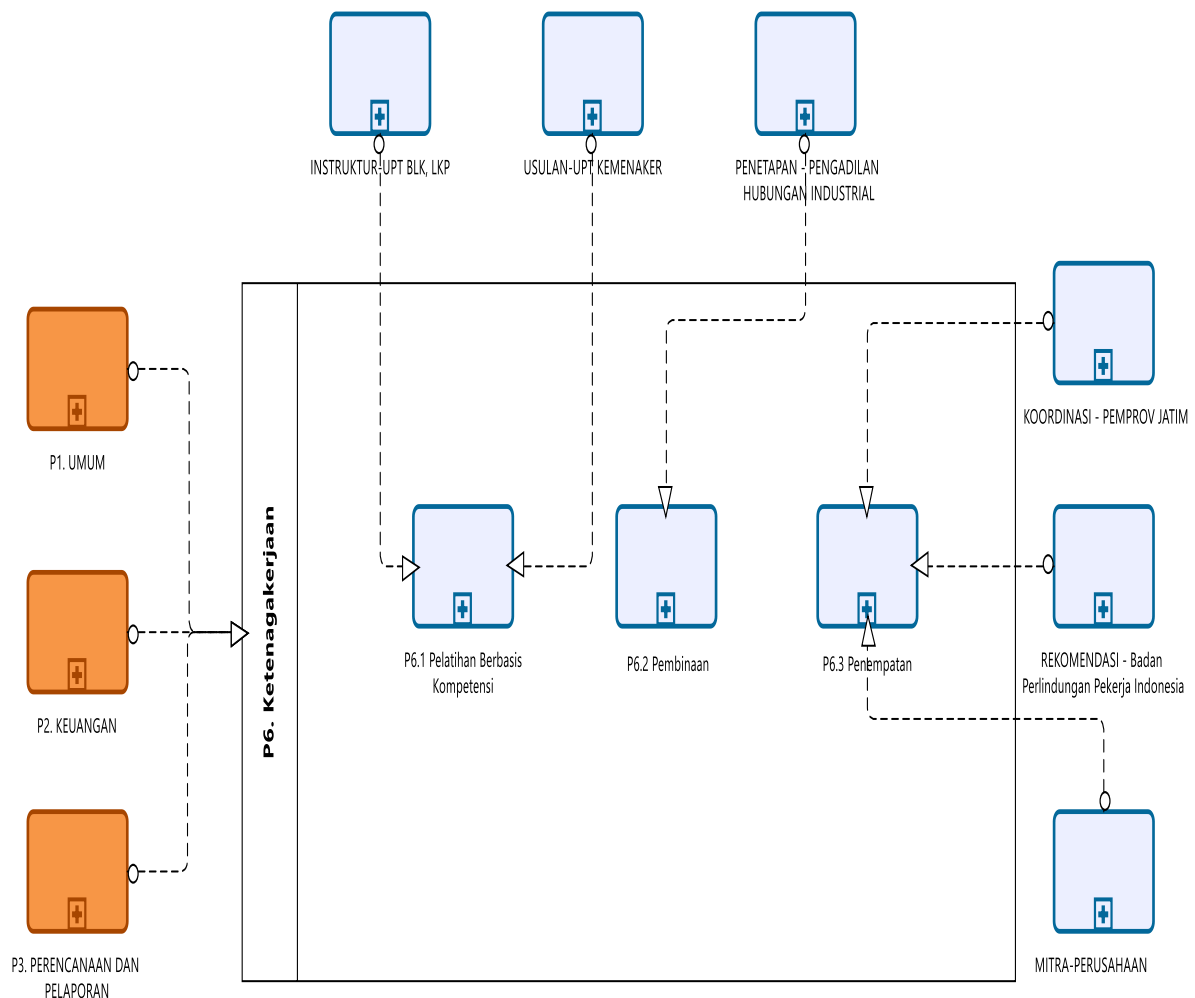 INSTRUKTUR-UPT BLK, LKP
USULAN-UPT KEMENAKER
PENETAPAN - PENGADILAN
HUBUNGAN INDUSTRIAL
P1. UMUM
KOORDINASI - PEMPROV JATIM
P6. Ketenagakerjaan
P6.1 Pelatihan Berbasis
Kompetensi
P6.2 Pembinaan
P6.3 Penempatan
REKOMENDASI - Badan
Perlindungan Pekerja Indonesia
P2. KEUANGAN
P3. PERENCANAAN DAN
PELAPORAN
MITRA-PERUSAHAAN